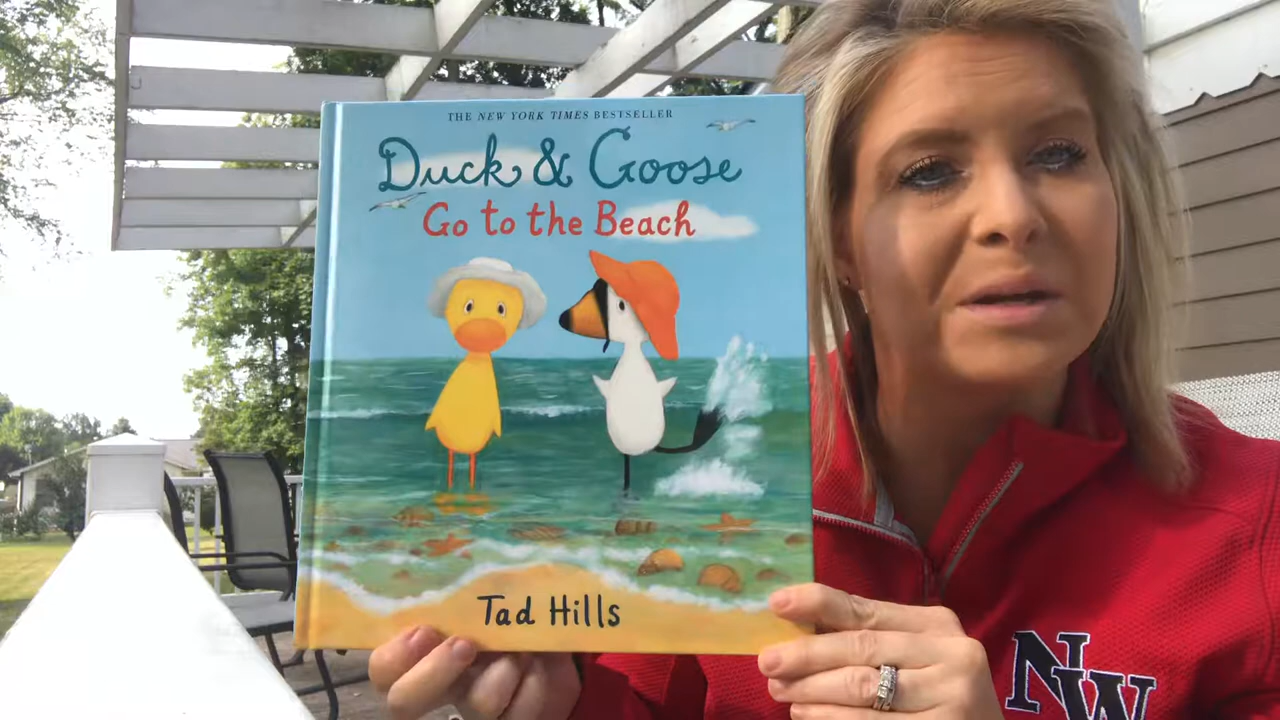 THE NEW YORK TIMES BESTSELLER
Duck & Goose
Go to the Beach
Tad Hills
NW